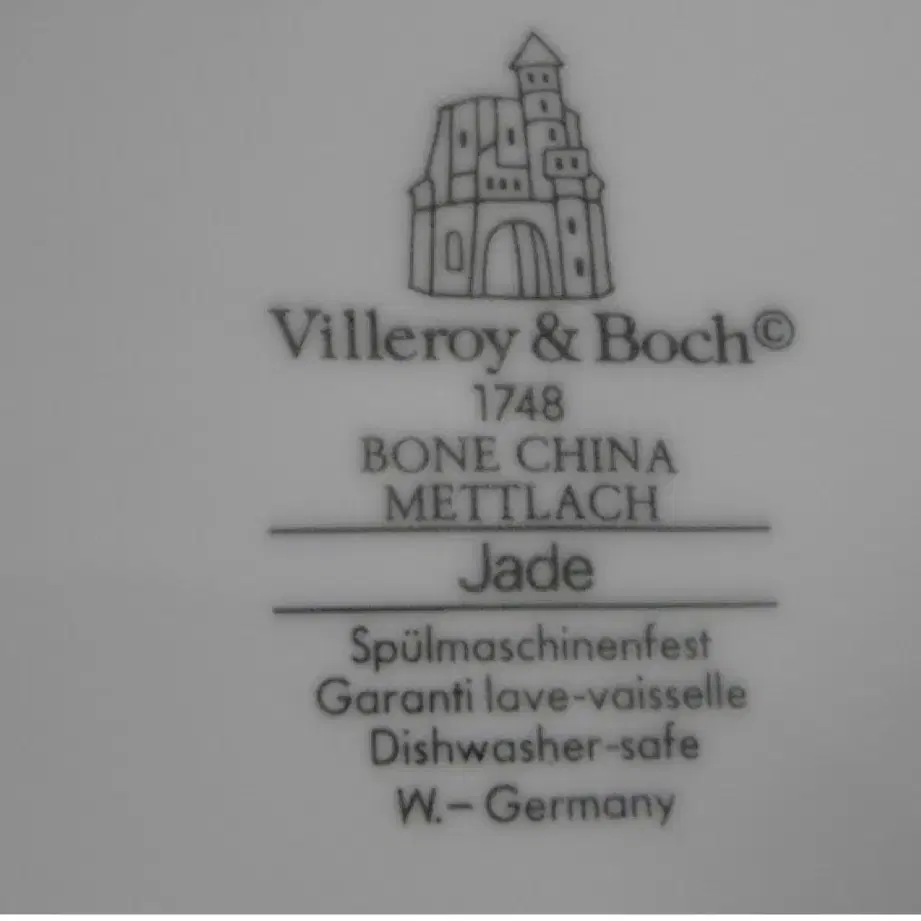 Villeroy & Boch©
1748
BONE CHINA
METTLACH
Jade
Spülmaschinenfest
Garanti lave-vaisselle
Dishwasher-safe
W.– Germany